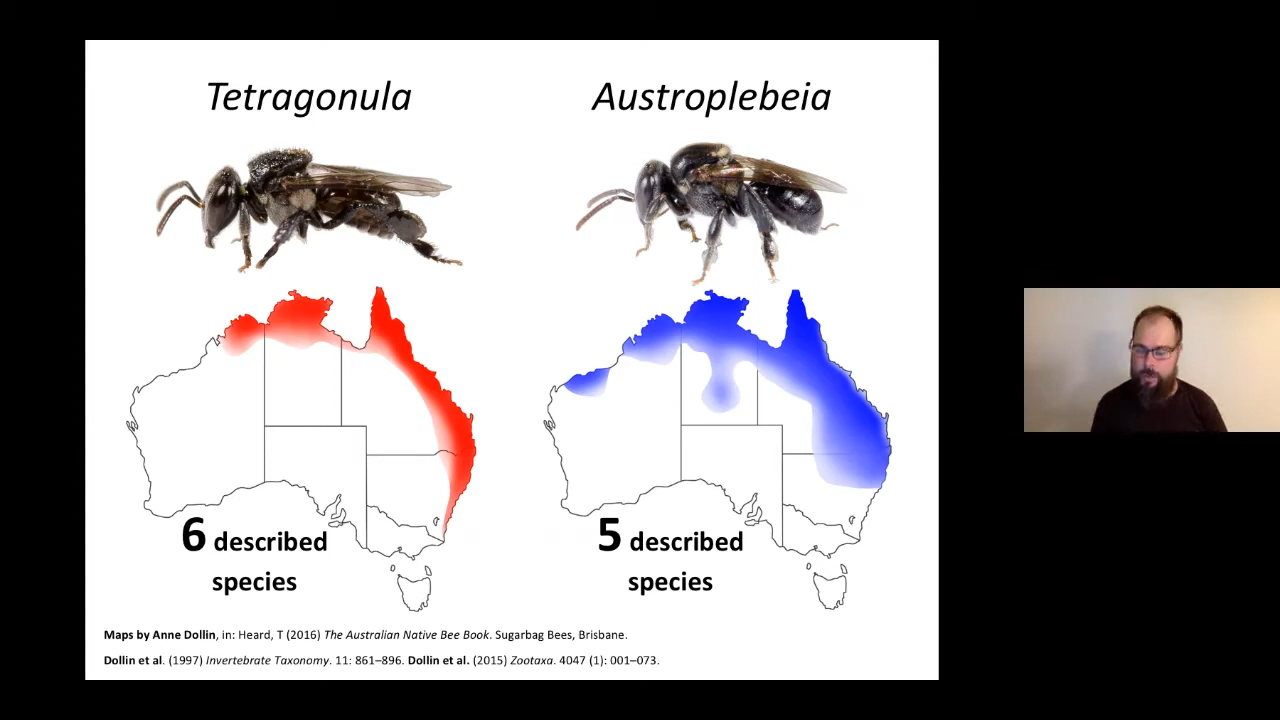 Tetragonula
Austroplebeia
6 described
species
5 described
species
Maps by Anne Dollin, in: Heard, T (2016) The Australian Native Bee Book. Sugarbag Bees, Brisbane.
Dollin et al. (1997) Invertebrate Taxonomy. 11: 861–896. Dollin et al. (2015) Zootaxa. 4047 (1): 001–073.